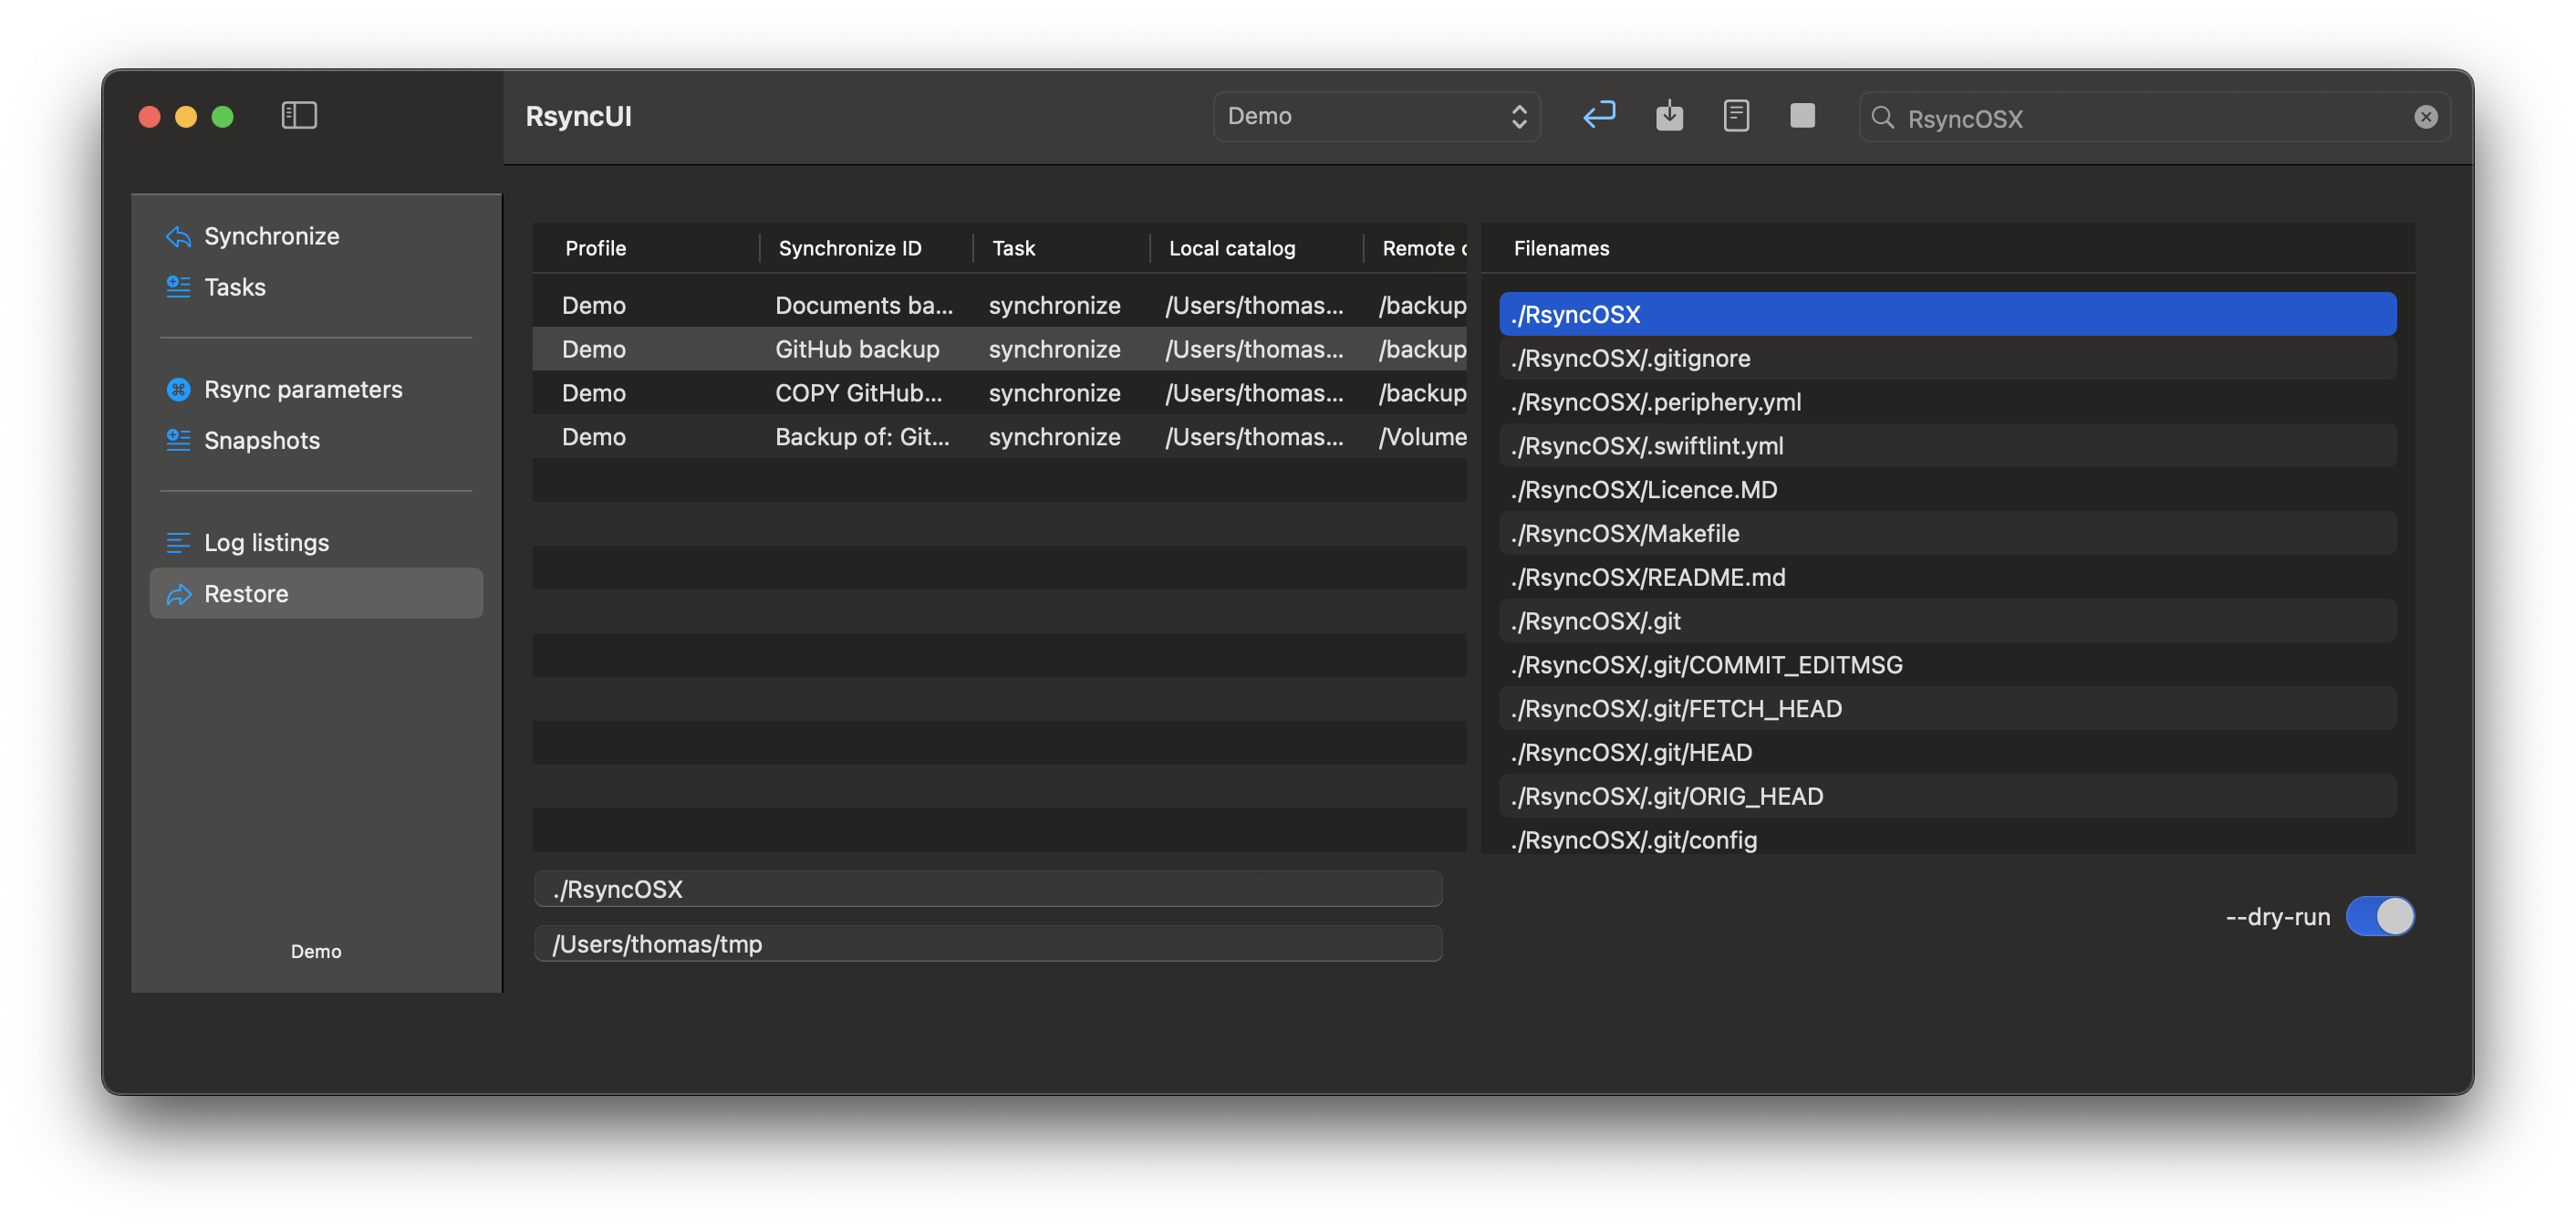 RsyncUI
Demo
RsyncOSX
Synchronize
Tasks
Rsync parameters
Snapshots
Log listings
Restore
Demo
Profile Synchronize ID Task Local catalog Remote c
Demo Documents ba... synchronize /Users/thomas... /backup
Demo GitHub backup synchronize /Users/thomas... /backup
Demo COPY GitHub... synchronize /Users/thomas... /backup
Demo Backup of: Git... synchronize /Users/thomas... /Volume
./RsyncOSX
/Users/thomas/tmp
Filenames
./RsyncOSX
./RsyncOSX/.gitignore
./RsyncOSX/.periphery.yml
./RsyncOSX/.swiftlint.yml
./RsyncOSX/Licence.MD
./RsyncOSX/Makefile
./RsyncOSX/README.md
./RsyncOSX/.git
./RsyncOSX/.git/COMMIT_EDITMSG
./RsyncOSX/.git/FETCH_HEAD
./RsyncOSX/.git/HEAD
./RsyncOSX/.git/ORIG_HEAD
./RsyncOSX/.git/config
--dry-run